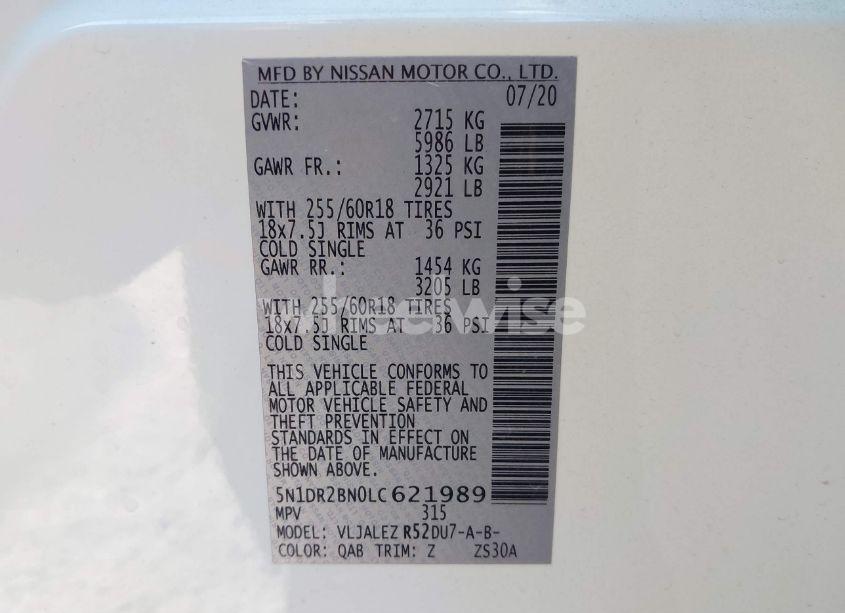 MFD BY NISSAN MOTOR CO., LTD.
DATE: 07/20
GVWR: 2715 KG
5986 LB
GAWR FR.: 1325 KG
2921 LB
WITH 255/60R18 TIRES
18x7.5J RIMS AT 36 PSI
COLD SINGLE
GAWR RR.: 1454 KG
3205 LB
WITH 255/60R18 TIRES
18x7.5J RIMS AT 36 PSI
COLD SINGLE
THIS VEHICLE CONFORMS TO
ALL APPLICABLE FEDERAL
MOTOR VEHICLE SAFETY AND
THEFT PREVENTION
STANDARDS IN EFFECT ON
THE DATE OF MANUFACTURE
SHOWN ABOVE.
5N1DR2BN0LC621989
MPV 315
MODEL: VLJALEZ R52DU7-A-B-
COLOR: QAB TRIM: Z ZS30A